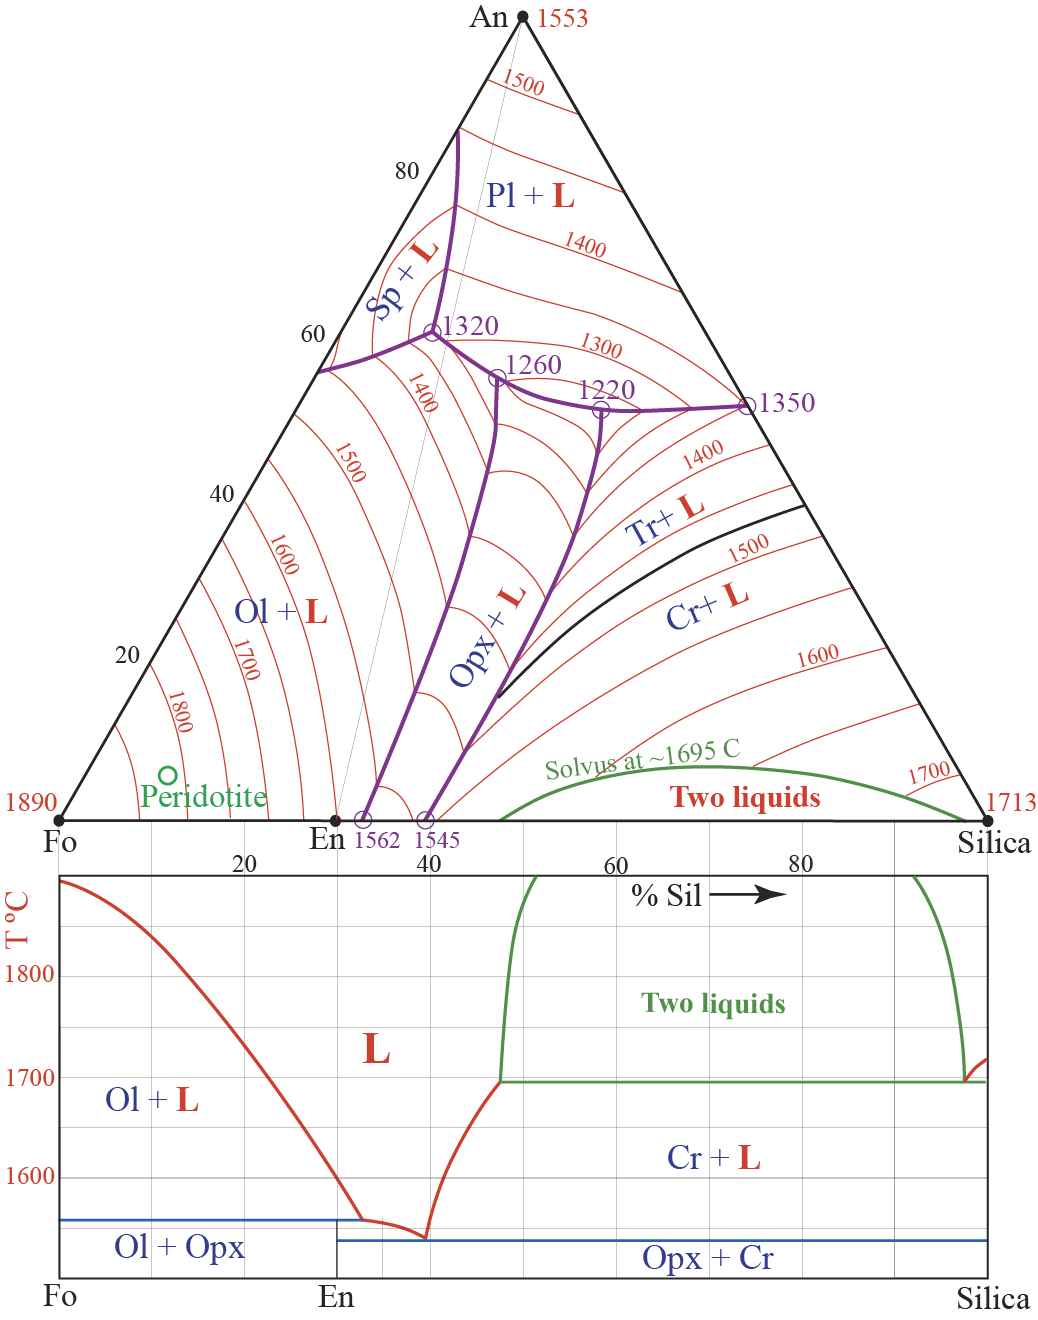 An 1553
1500
80
Pl + L
1400
Sp + L
60
1320
1300
1260
1400
1220
1350
1500
1400
40
Tr+ L
1600
1500
Ol + L
Opx + L
Cr+ L
20
1700
1600
1800
Solvus at ~1695 C
Peridotite
1700
Two liquids
1890
1713
Fo
En
1562
1545
Silica
20
40
60
80
% Sil
T ºC
1800
Two liquids
L
1700
Ol + L
Cr + L
1600
Ol + Opx
Opx + Cr
Fo
En
Silica